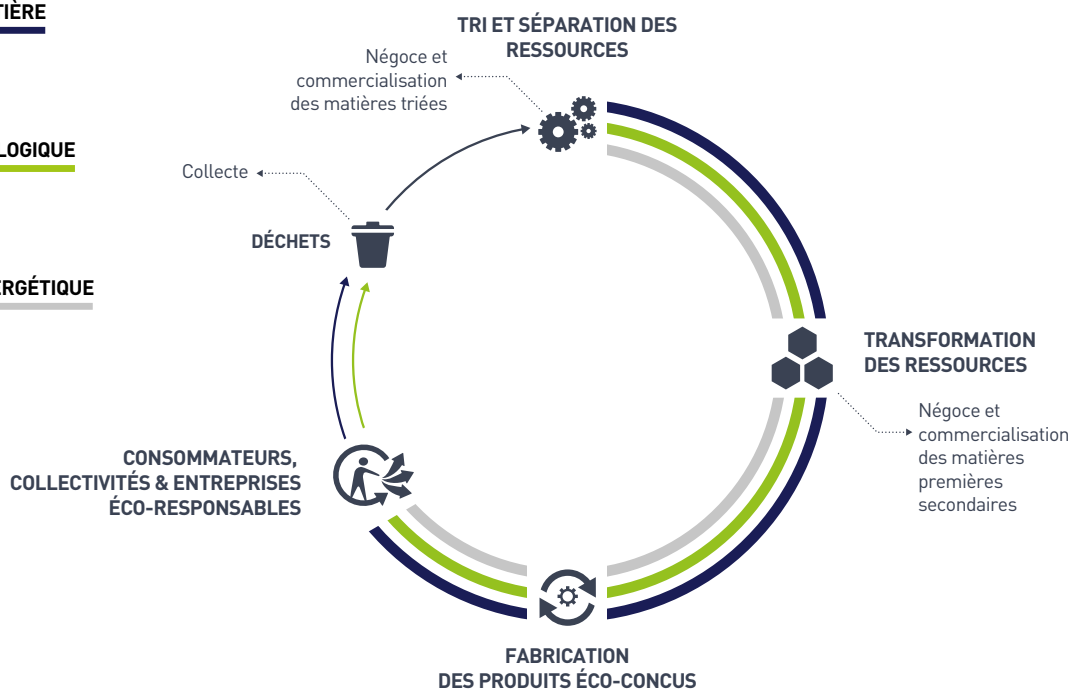 TIÈRE
LOGIQUE
ERGÉTIQUE
TRI ET SÉPARATION DES
RESSOURCES
Négoce et
commercialisation
des matières triées
Collecte
DÉCHETS
TRANSFORMATION
DES RESSOURCES
Négoce et
commercialisation
des matières
premières
secondaires
CONSOMMATEURS,
COLLECTIVITÉS & ENTREPRISES
ÉCO-RESPONSABLES
FABRICATION
DES PRODUITS ÉCO-CONCUS